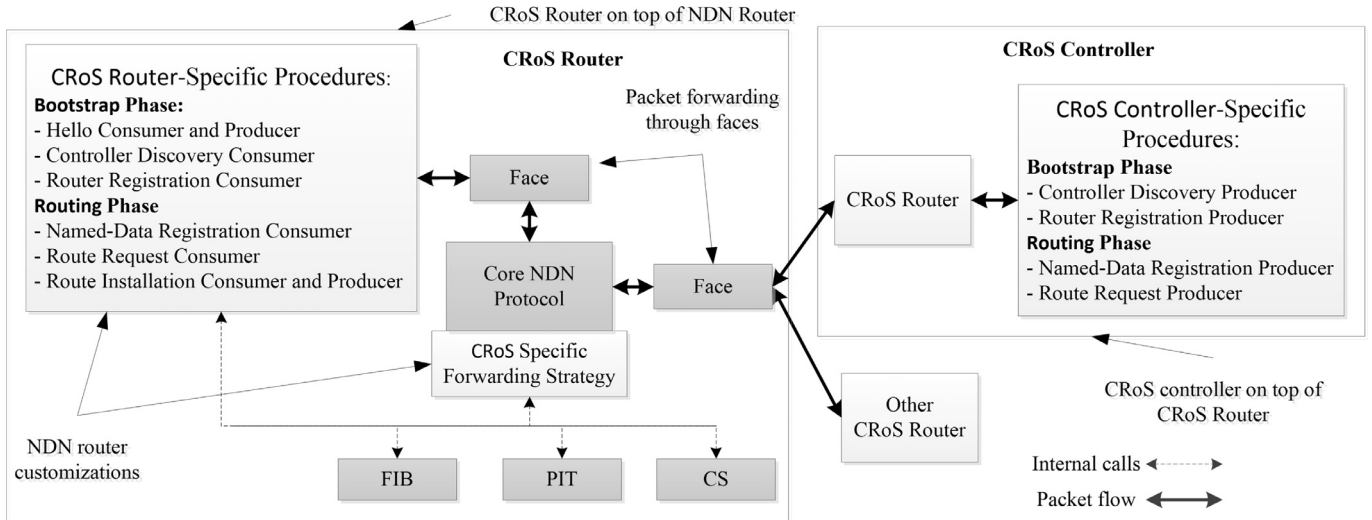 CRoS Router on top of NDN Router
CRoS Router
CRoS Router-Specific Procedures:
Bootstrap Phase:
- Hello Consumer and Producer
- Controller Discovery Consumer
- Router Registration Consumer
Routing Phase
- Named-Data Registration Consumer
- Route Request Consumer
- Route Installation Consumer and Producer
Packet forwarding
through faces
Face
Core NDN
Protocol
Face
CRoS Specific
Forwarding Strategy
NDN router
customizations
FIB
PIT
CS
CRoS Controller
CRoS Router
CRoS Controller-Specific
Procedures:
Bootstrap Phase
- Controller Discovery Producer
- Router Registration Producer
Routing Phase
- Named-Data Registration Producer
- Route Request Producer
Other
CRoS Router
CRoS controller on top of
CRoS Router
Internal calls
Packet flow